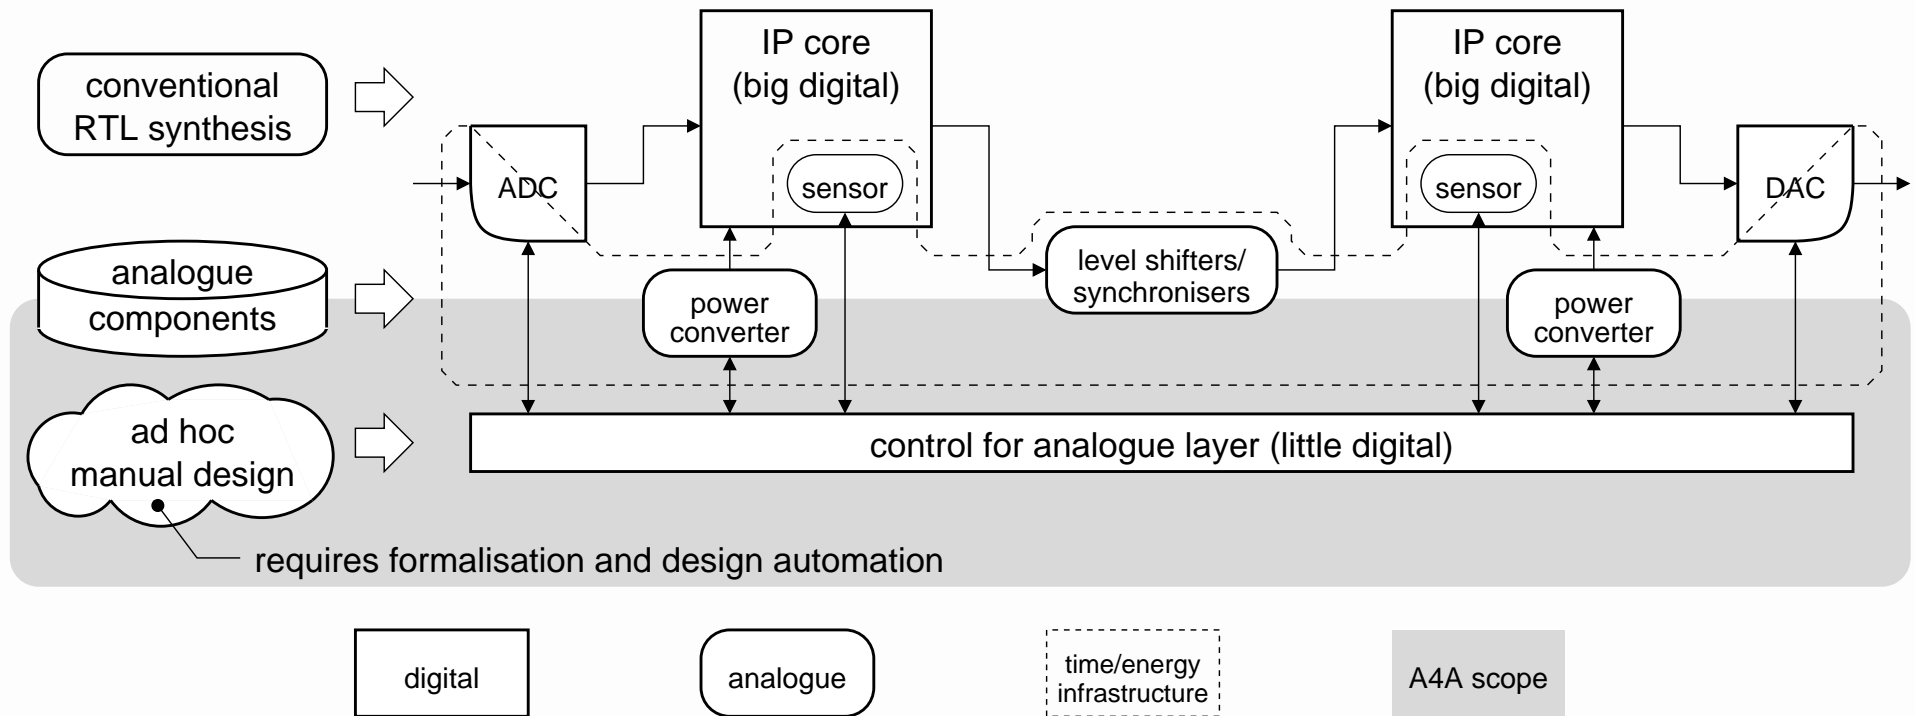 conventional
RTL synthesis
IP core
(big digital)
IP core
(big digital)
ADC
sensor
sensor
DAC
analogue
components
power
converter
level shifters/
synchronisers
power
converter
ad hoc
manual design
control for analogue layer (little digital)
requires formalisation and design automation
digital
analogue
time/energy
infrastructure
A4A scope